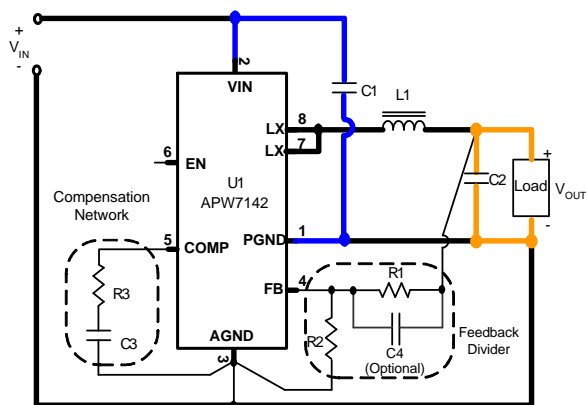 +
VIN
-
2
VIN
C1
L1
8
LX
LX
7
6
EN
U1
APW7142
C2
Load
+
VOUT
-
Compensation
Network
5
COMP
PGND
1
R3
C3
FB
4
R1
R2
C4
(Optional)
Feedback
Divider
AGND
3